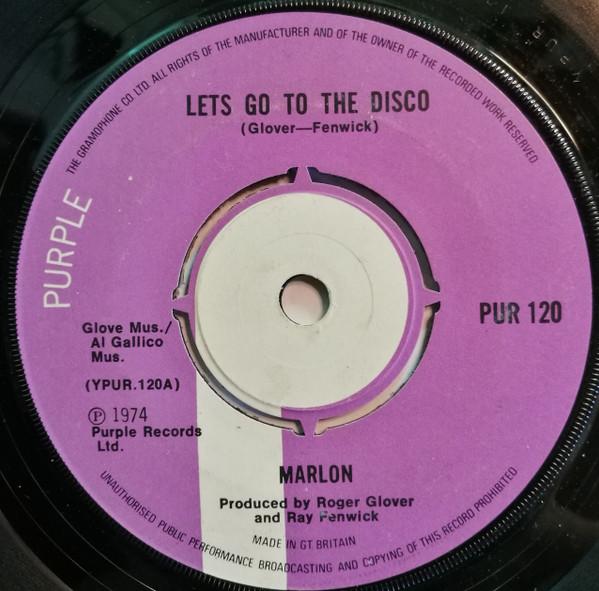 THE GRAMOPHONE CO LTD. ALL RIGHTS OF THE MANUFACTURER AND OF THE OWNER OF THE RECORDED WORK RESERVED
LETS GO TO THE DISCO
(Glover—Fenwick)
PURPLE
PUR 120
Glove Mus./
Al Gallico
Mus.
(YPUR.120A)
Ⓟ 1974
Purple Records
Ltd.
MARLON
Produced by Roger Glover
and Ray Fenwick
MADE IN GT BRITAIN
UNAUTHORISED PUBLIC PERFORMANCE BROADCASTING AND COPYING OF THIS RECORD PROHIBITED